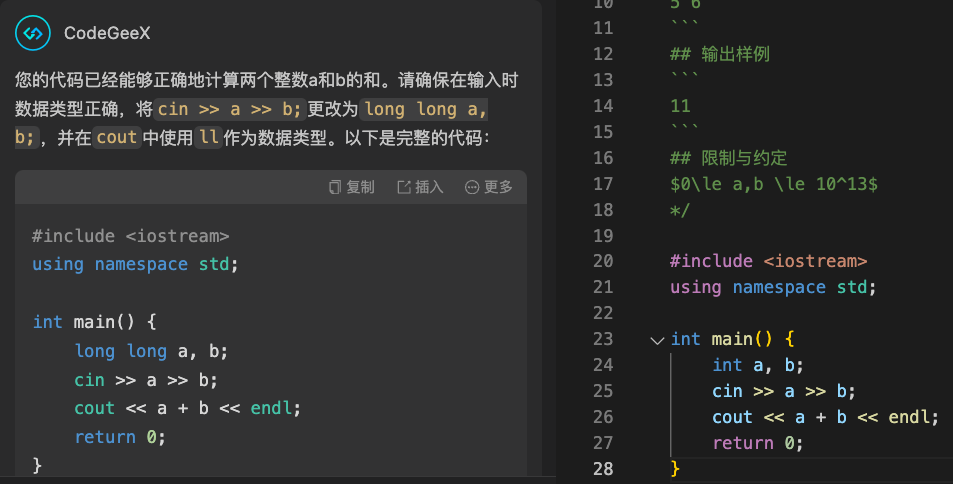 CodeGeeX
您的代码已经能够正确地计算两个整数a和b的和。请确保在输入时
数据类型正确，将 cin >> a >> b; 更改为 long long a,
b; ，并在 cout 中使用 ll 作为数据类型。以下是完整的代码：
复制 插入 更多
#include <iostream>
using namespace std;
int main() {
long long a, b;
cin >> a >> b;
cout << a + b << endl;
return 0;
}
10 5 6
11 ```
12 ## 输出样例
13 ```
14 11
15 ```
16 ## 限制与约定
17 $0\le a,b \le 10^13$
18 */
19
20 #include <iostream>
21 using namespace std;
22
23 int main() {
24 int a, b;
25 cin >> a >> b;
26 cout << a + b << endl;
27 return 0;
28 }